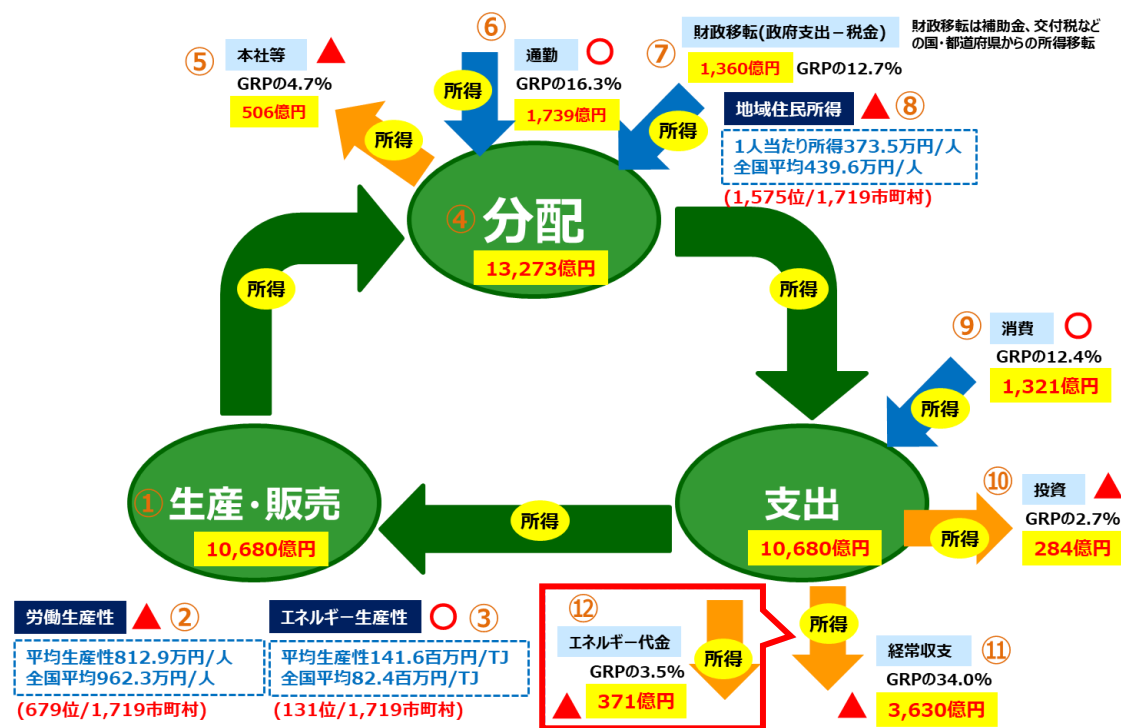 ⑤
本社等 ▲
GRPの4.7%
506億円
所得
⑥
通勤 〇
GRPの16.3%
1,739億円
所得
⑦
財政移転(政府支出－税金)
1,360億円 GRPの12.7%
所得
財政移転は補助金、交付税など
の国・都道府県からの所得移転
地域住民所得 ▲ ⑧
1人当たり所得373.5万円/人
全国平均439.6万円/人
(1,575位/1,719市町村)
④ 分配
13,273億円
所得
所得
⑨
消費 〇
GRPの12.4%
1,321億円
所得
① 生産・販売
10,680億円
所得
支出
10,680億円
⑩
投資 ▲
GRPの2.7%
284億円
所得
労働生産性 ▲ ②
平均生産性812.9万円/人
全国平均962.3万円/人
(679位/1,719市町村)
エネルギー生産性 〇 ③
平均生産性141.6百万円/TJ
全国平均82.4百万円/TJ
(131位/1,719市町村)
⑫
エネルギー代金
GRPの3.5%
▲ 371億円
所得
所得
経常収支 ⑪
GRPの34.0%
▲ 3,630億円